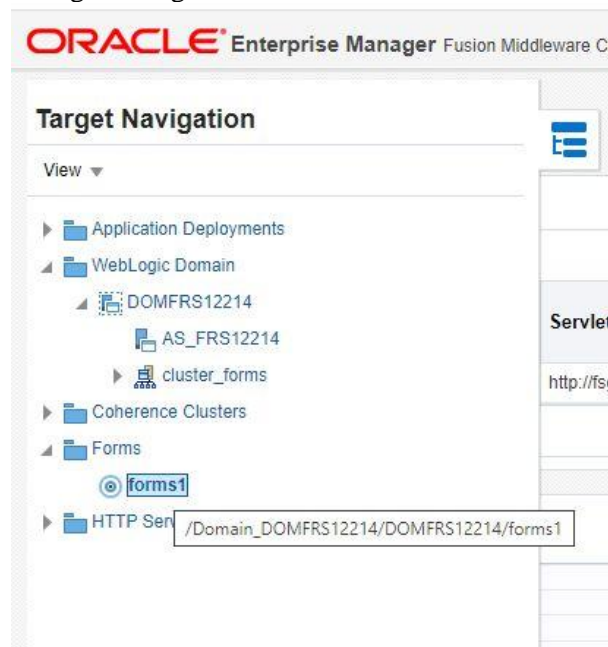 ORACLE Enterprise Manager Fusion Middleware C
Target Navigation
View
Application Deployments
WebLogic Domain
DOMFRS12214
AS_FRS12214
cluster_forms
Coherence Clusters
Forms
forms1
HTTP Ser
/Domain_DOMFRS12214/DOMFRS12214/forms1
Servlet
http://fs